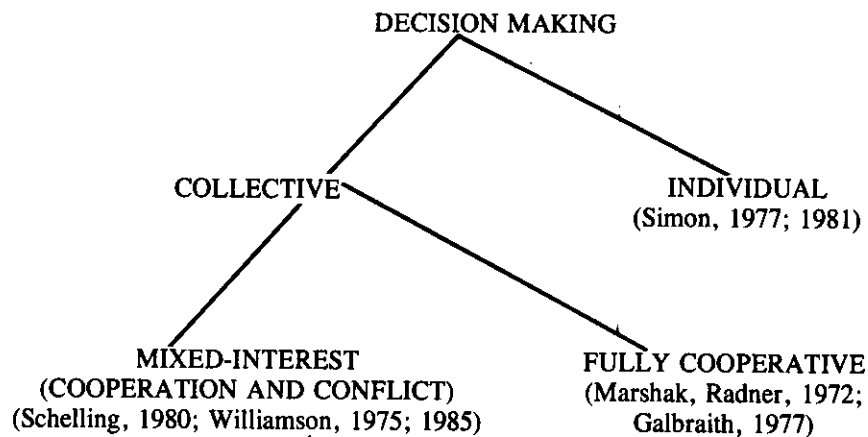 DECISION MAKING
COLLECTIVE
INDIVIDUAL
(Simon, 1977; 1981)
MIXED-INTEREST
(COOPERATION AND CONFLICT)
(Schelling, 1980; Williamson, 1975; 1985)
FULLY COOPERATIVE
(Marshak, Radner, 1972;
Galbraith, 1977)